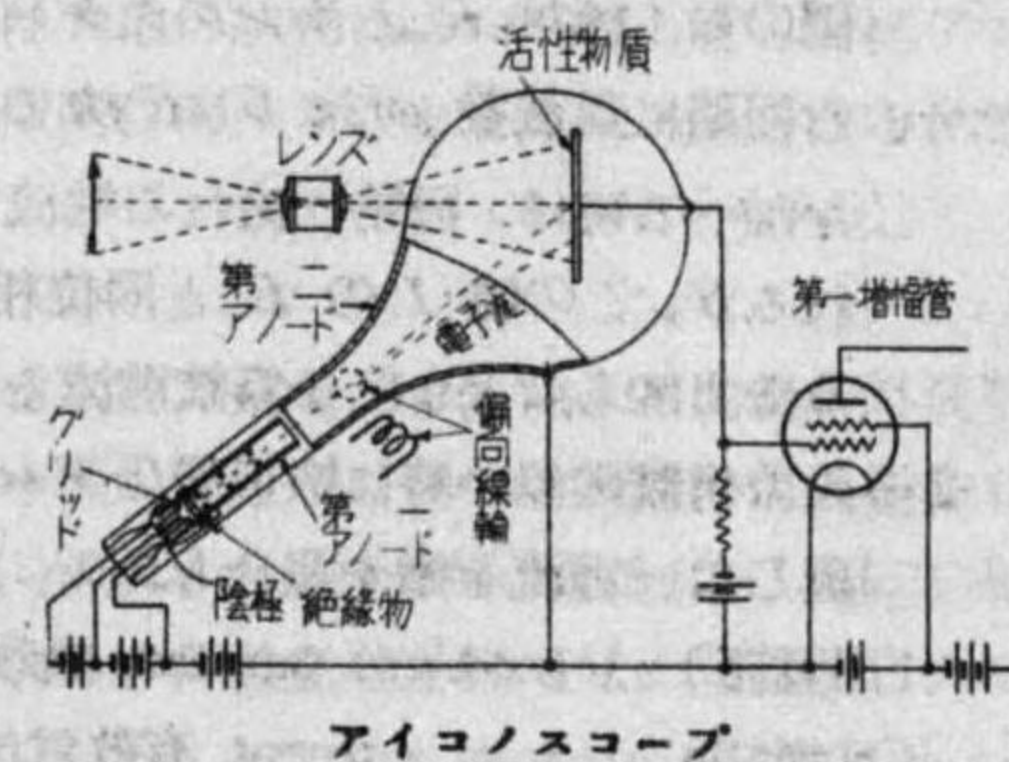 活性物質
レンズ
第二アノード
電子流
第一増幅管
グリッド
偏向線輪
第一アノード
陰極
絶縁物
アイコノスコープ